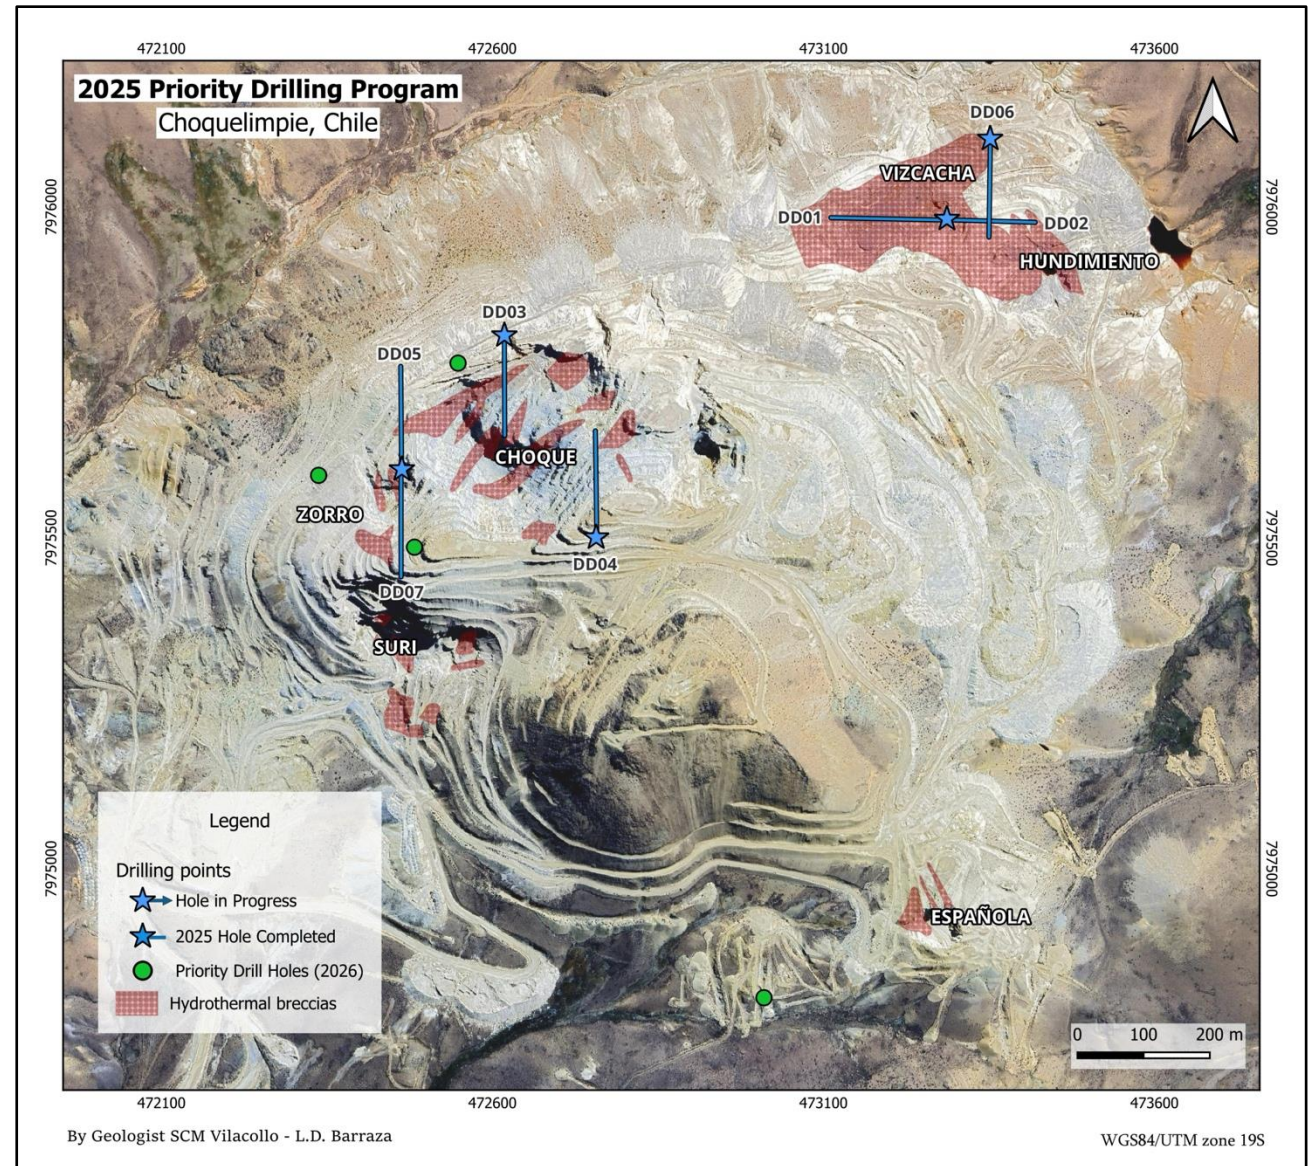 472100 472600 473100 473600
2025 Priority Drilling Program
Choquelimpie, Chile
DD06
VIZCACHA
7976000
7976000
DD01
DD02
HUNDIMIENTO
DD03
DD05
CHOQUE
ZORRO
7975500
7975500
DD04
DD07
SURI
Legend
Drilling points
Hole in Progress
2025 Hole Completed
Priority Drill Holes (2026)
Hydrothermal breccias
7975000
7975000
ESPAÑOLA
0 100 200 m
472100 472600 473100 473600
By Geologist SCM Vilacollo - L.D. Barraza
WGS84/UTM zone 19S